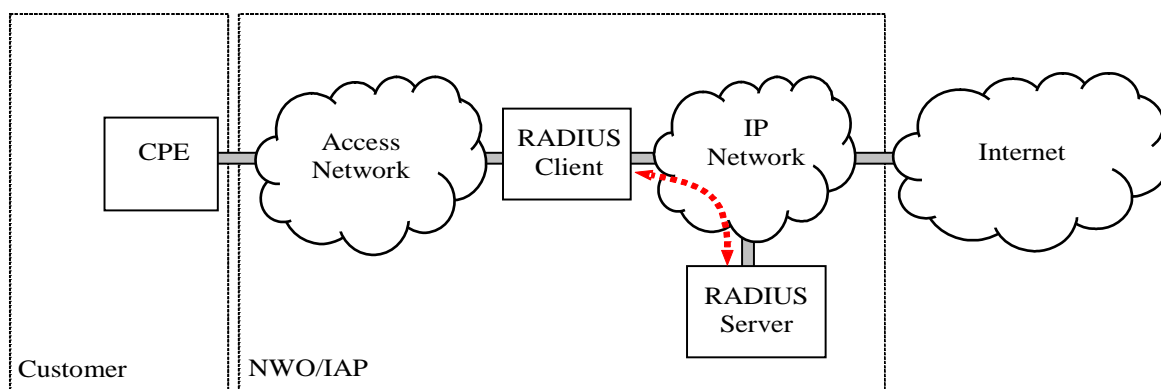 CPE
Access
Network
RADIUS
Client
IP
Network
Internet
RADIUS
Server
Customer
NWO/IAP